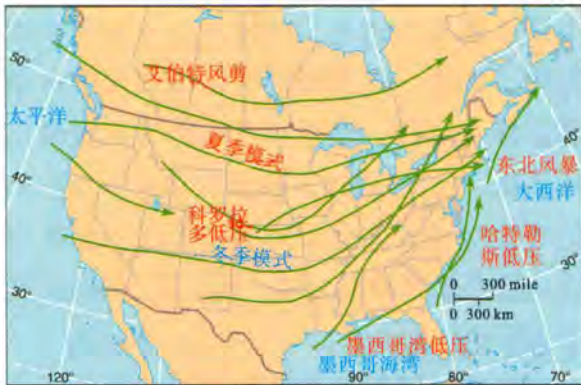 50°
艾伯特风剪
太平洋
夏季模式
40°
东北风暴
大西洋
40°
科罗拉
多低压
冬季模式
哈特勒
斯低压
30°
30°
0 300 mile
0 300 km
墨西哥湾低压
墨西哥海湾
120°
90°
80°
70°